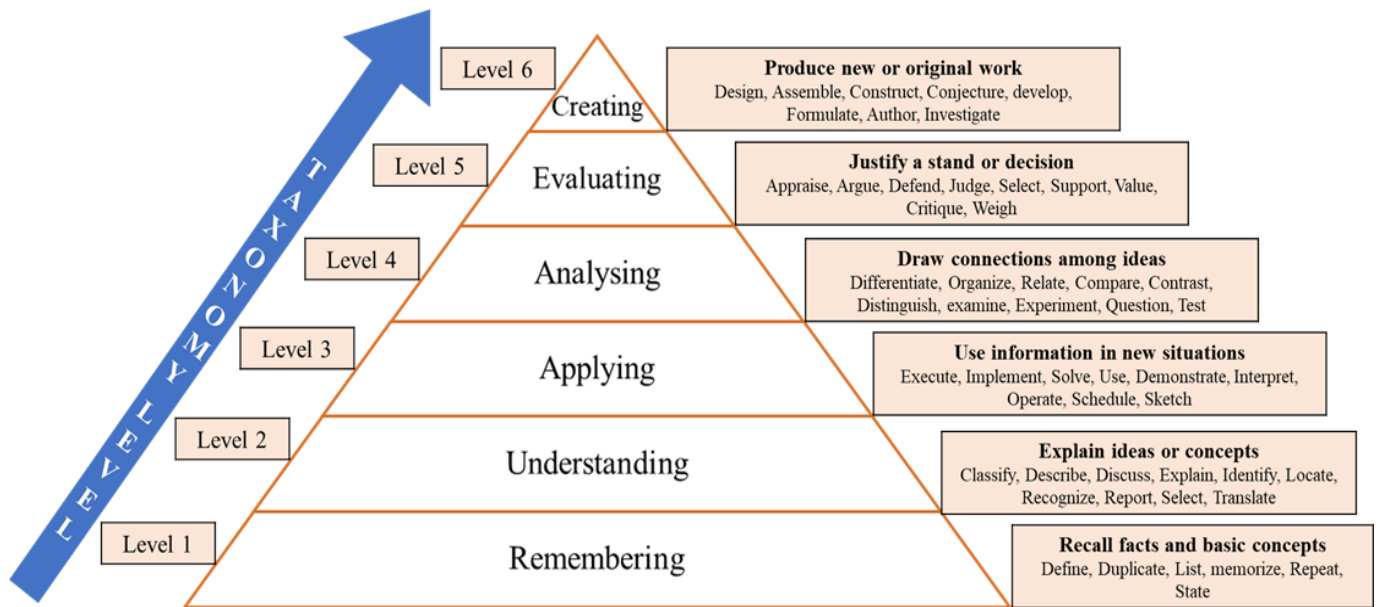 TAXONOMY LEVEL
Level 6
Creating
Produce new or original work
Design, Assemble, Construct, Conjecture, develop,
Formulate, Author, Investigate
Level 5
Evaluating
Justify a stand or decision
Appraise, Argue, Defend, Judge, Select, Support, Value,
Critique, Weigh
Level 4
Analysing
Draw connections among ideas
Differentiate, Organize, Relate, Compare, Contrast,
Distinguish, examine, Experiment, Question, Test
Level 3
Applying
Use information in new situations
Execute, Implement, Solve, Use, Demonstrate, Interpret,
Operate, Schedule, Sketch
Level 2
Understanding
Explain ideas or concepts
Classify, Describe, Discuss, Explain, Identify, Locate,
Recognize, Report, Select, Translate
Level 1
Remembering
Recall facts and basic concepts
Define, Duplicate, List, memorize, Repeat,
State